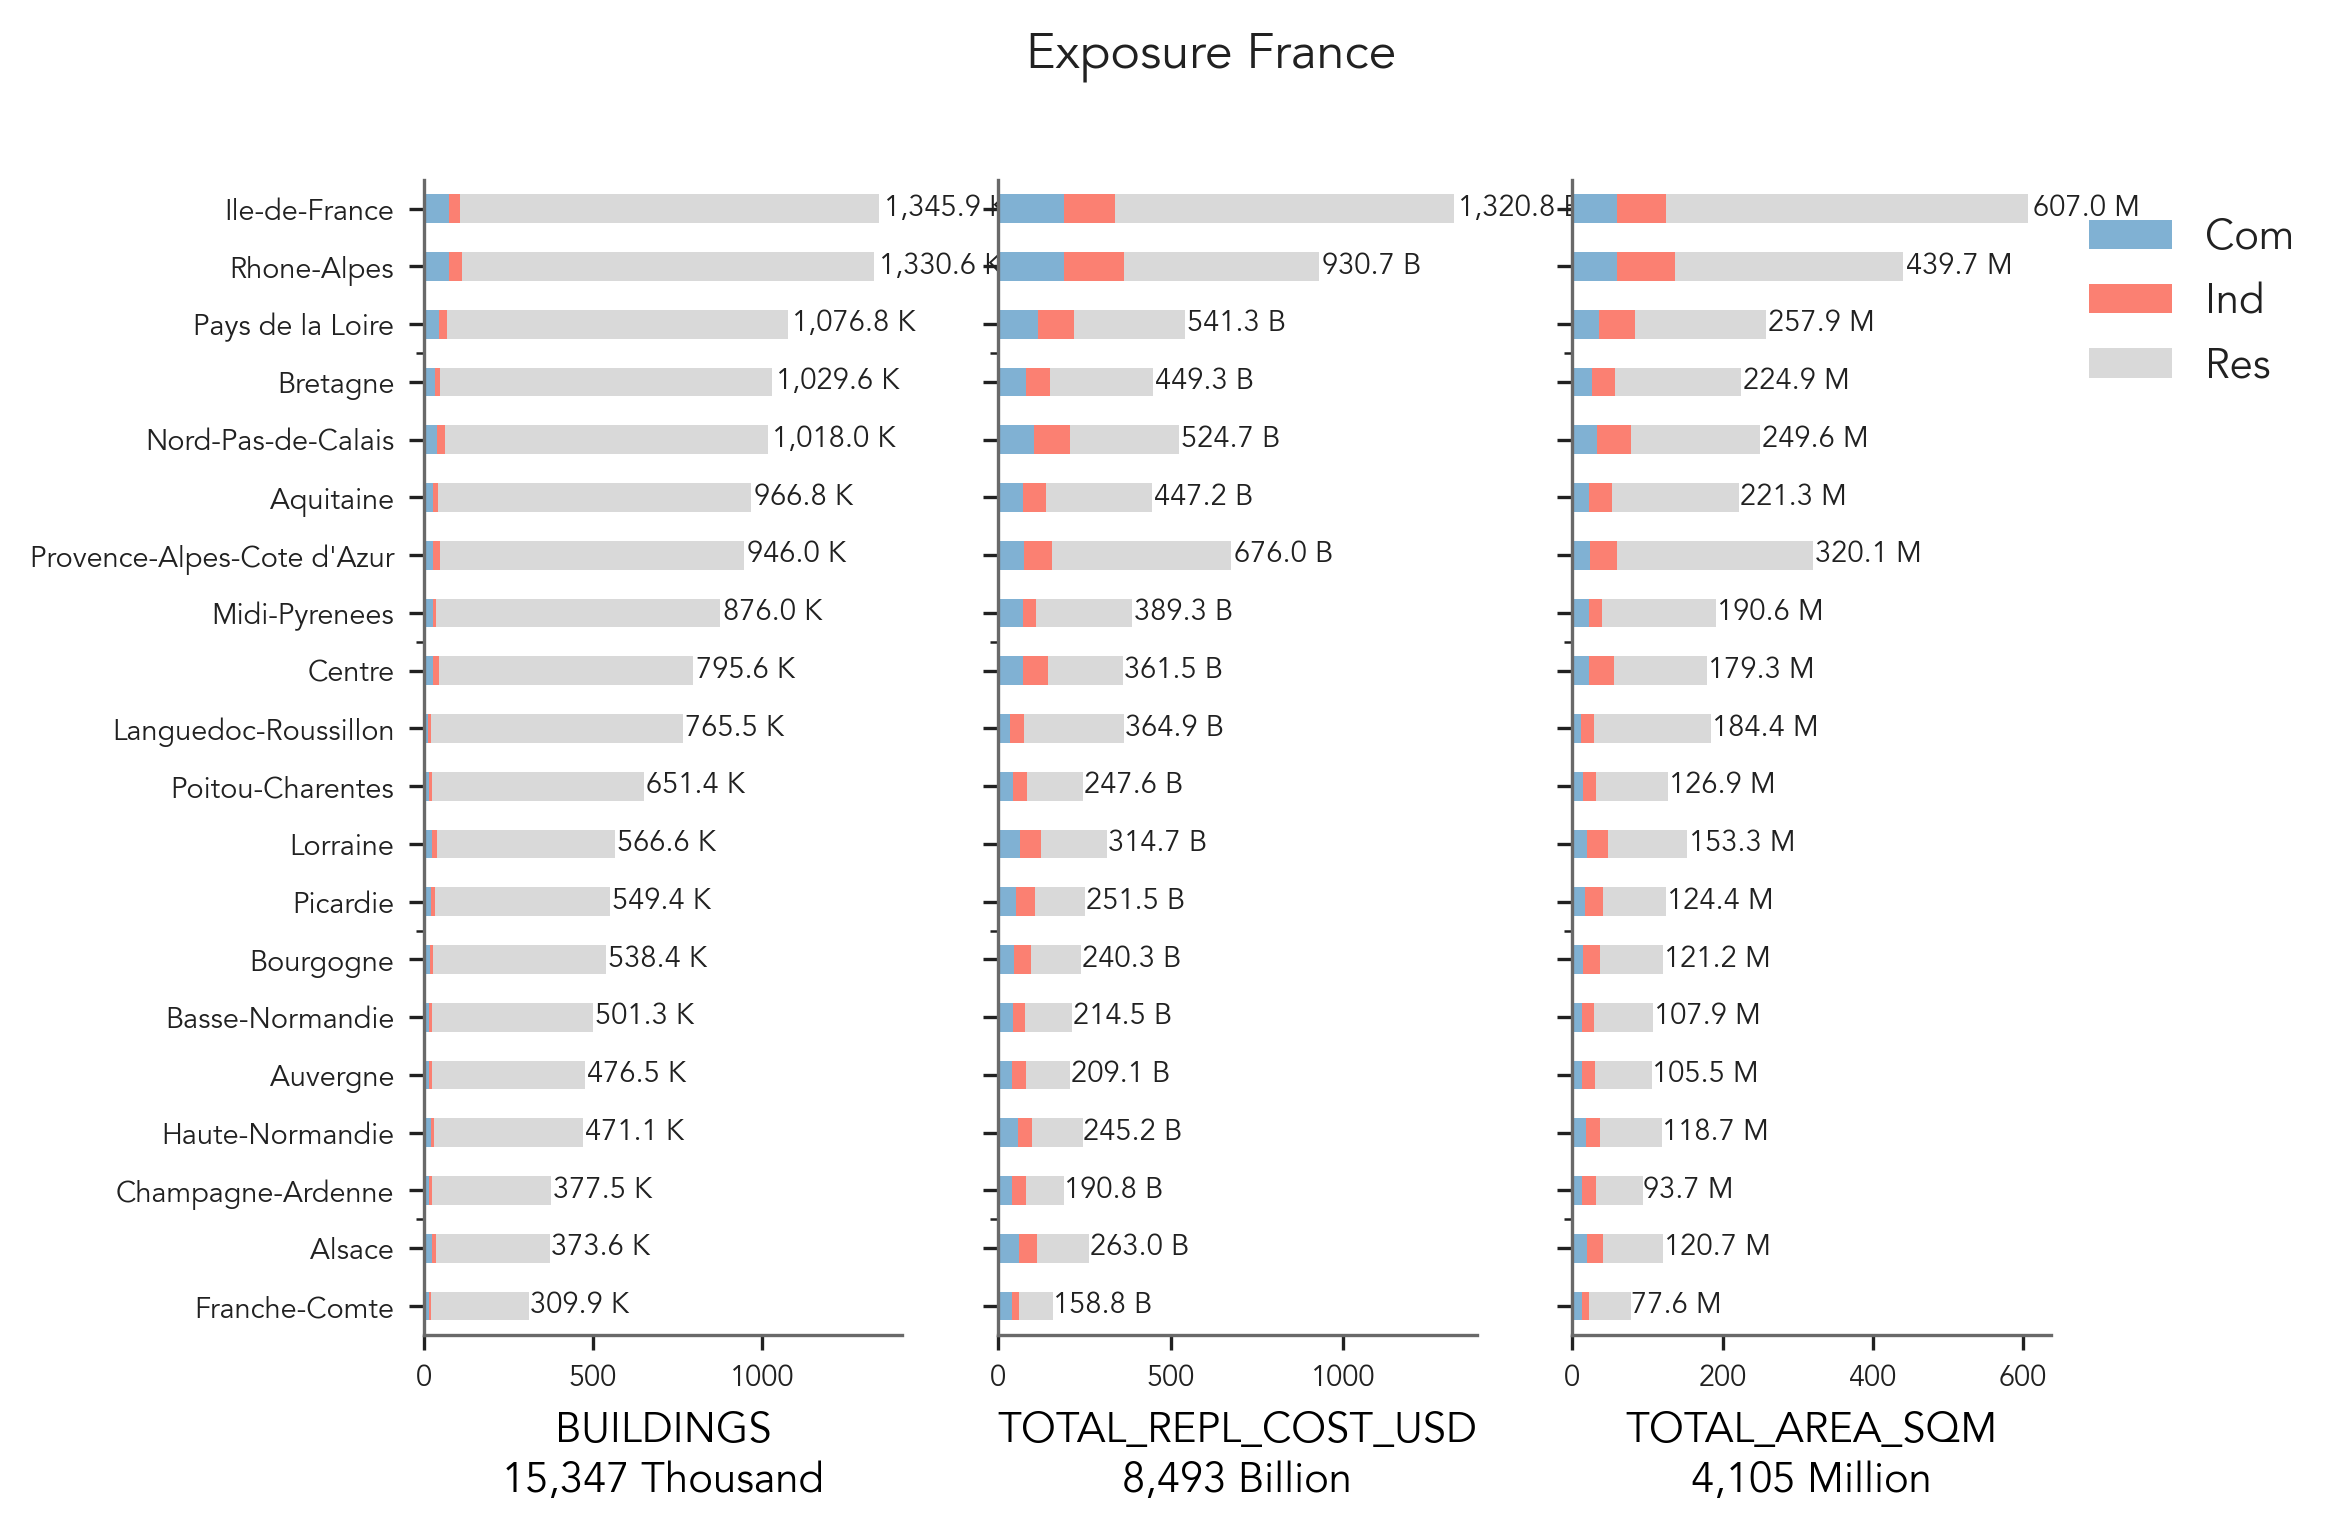 Exposure France
Ile-de-France 1,345.9 K 1,320.8 B 607.0 M
Rhone-Alpes 1,330.6 K 930.7 B 439.7 M
Pays de la Loire 1,076.8 K 541.3 B 257.9 M
Bretagne 1,029.6 K 449.3 B 224.9 M
Nord-Pas-de-Calais 1,018.0 K 524.7 B 249.6 M
Aquitaine 966.8 K 447.2 B 221.3 M
Provence-Alpes-Cote d'Azur 946.0 K 676.0 B 320.1 M
Midi-Pyrenees 876.0 K 389.3 B 190.6 M
Centre 795.6 K 361.5 B 179.3 M
Languedoc-Roussillon 765.5 K 364.9 B 184.4 M
Poitou-Charentes 651.4 K 247.6 B 126.9 M
Lorraine 566.6 K 314.7 B 153.3 M
Picardie 549.4 K 251.5 B 124.4 M
Bourgogne 538.4 K 240.3 B 121.2 M
Basse-Normandie 501.3 K 214.5 B 107.9 M
Auvergne 476.5 K 209.1 B 105.5 M
Haute-Normandie 471.1 K 245.2 B 118.7 M
Champagne-Ardenne 377.5 K 190.8 B 93.7 M
Alsace 373.6 K 263.0 B 120.7 M
Franche-Comte 309.9 K 158.8 B 77.6 M
0 500 1000 0 500 1000 0 200 400 600
BUILDINGS TOTAL_REPL_COST_USD TOTAL_AREA_SQM
15,347 Thousand 8,493 Billion 4,105 Million
Com
Ind
Res